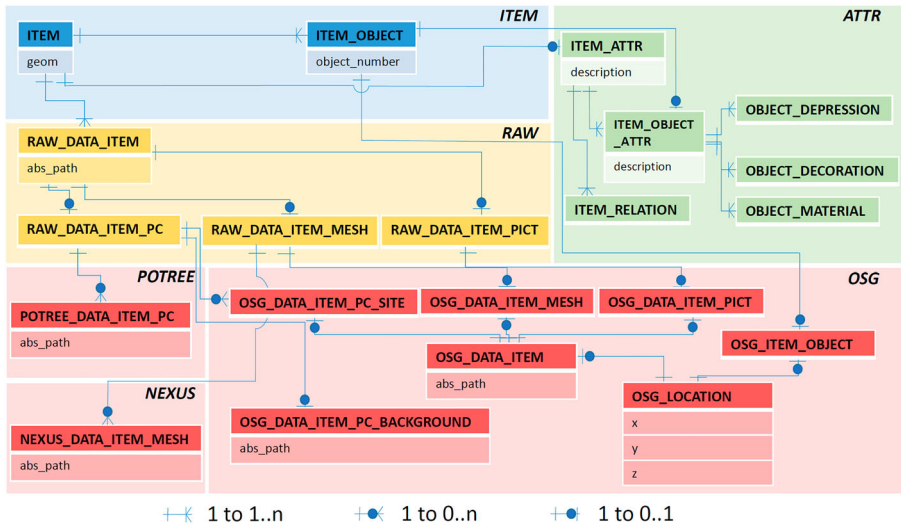 ITEM
ATTR
ITEM
geom
ITEM_OBJECT
object_number
ITEM_ATTR
description
OBJECT_DEPRESSION
ITEM_OBJECT
_ATTR
description
OBJECT_DECORATION
OBJECT_MATERIAL
ITEM_RELATION
RAW
RAW_DATA_ITEM
abs_path
RAW_DATA_ITEM_PC
RAW_DATA_ITEM_MESH
RAW_DATA_ITEM_PICT
POTREE
OSG
POTREE_DATA_ITEM_PC
abs_path
OSG_DATA_ITEM_PC_SITE
OSG_DATA_ITEM_MESH
OSG_DATA_ITEM_PICT
OSG_DATA_ITEM
abs_path
OSG_ITEM_OBJECT
OSG_LOCATION
x
y
z
NEXUS
NEXUS_DATA_ITEM_MESH
abs_path
OSG_DATA_ITEM_PC_BACKGROUND
abs_path
1 to 1..n
1 to 0..n
1 to 0..1